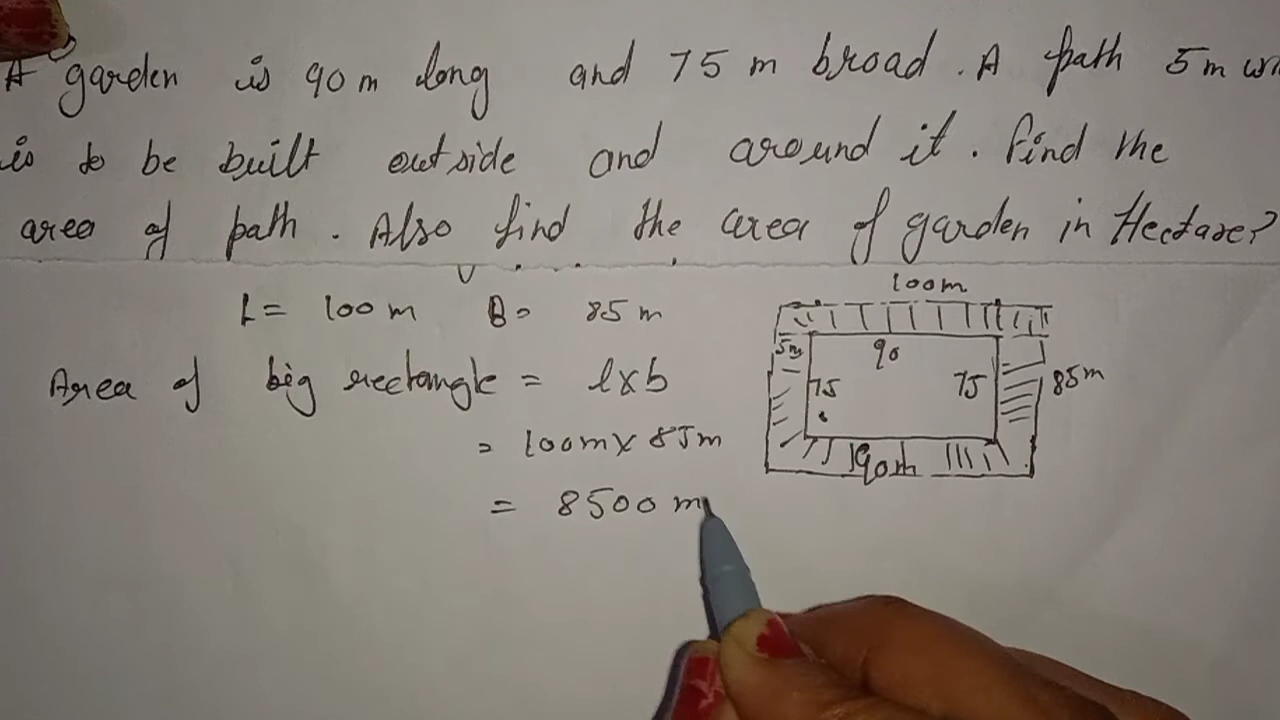 A garden is 90 m long and 75 m broad. A path 5m wi
is to be built outside and around it. Find the
area of path. Also find the area of garden in Hectare?
L = 100 m B = 85 m
Area of big rectangle = l x b
= 100m x 85m
= 8500 m
100m
5m
90
75
75
85m
90m